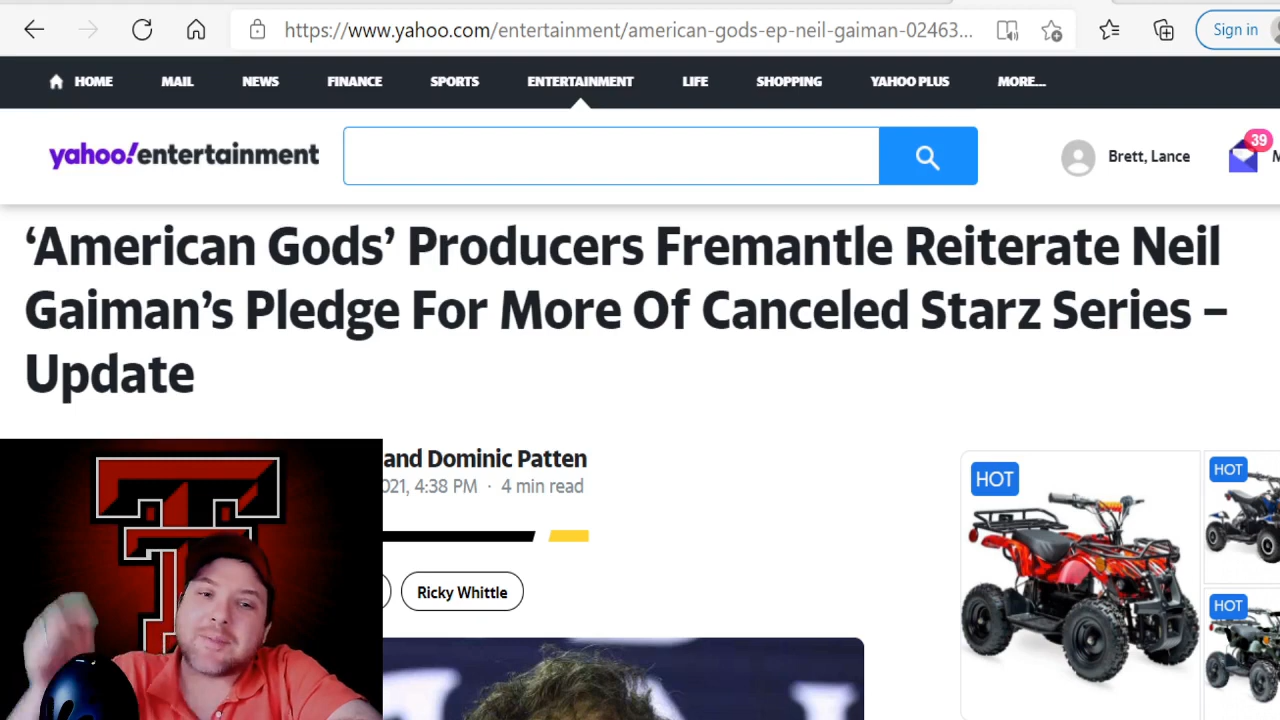 https://www.yahoo.com/entertainment/american-gods-ep-neil-gaiman-02463...
Sign in
HOME MAIL NEWS FINANCE SPORTS ENTERTAINMENT LIFE SHOPPING YAHOO PLUS MORE...
yahoo!entertainment
Brett, Lance
39
M
‘American Gods’ Producers Fremantle Reiterate Neil
Gaiman’s Pledge For More Of Canceled Starz Series –
Update
and Dominic Patten
021, 4:38 PM · 4 min read
Ricky Whittle
HOT
HOT
HOT